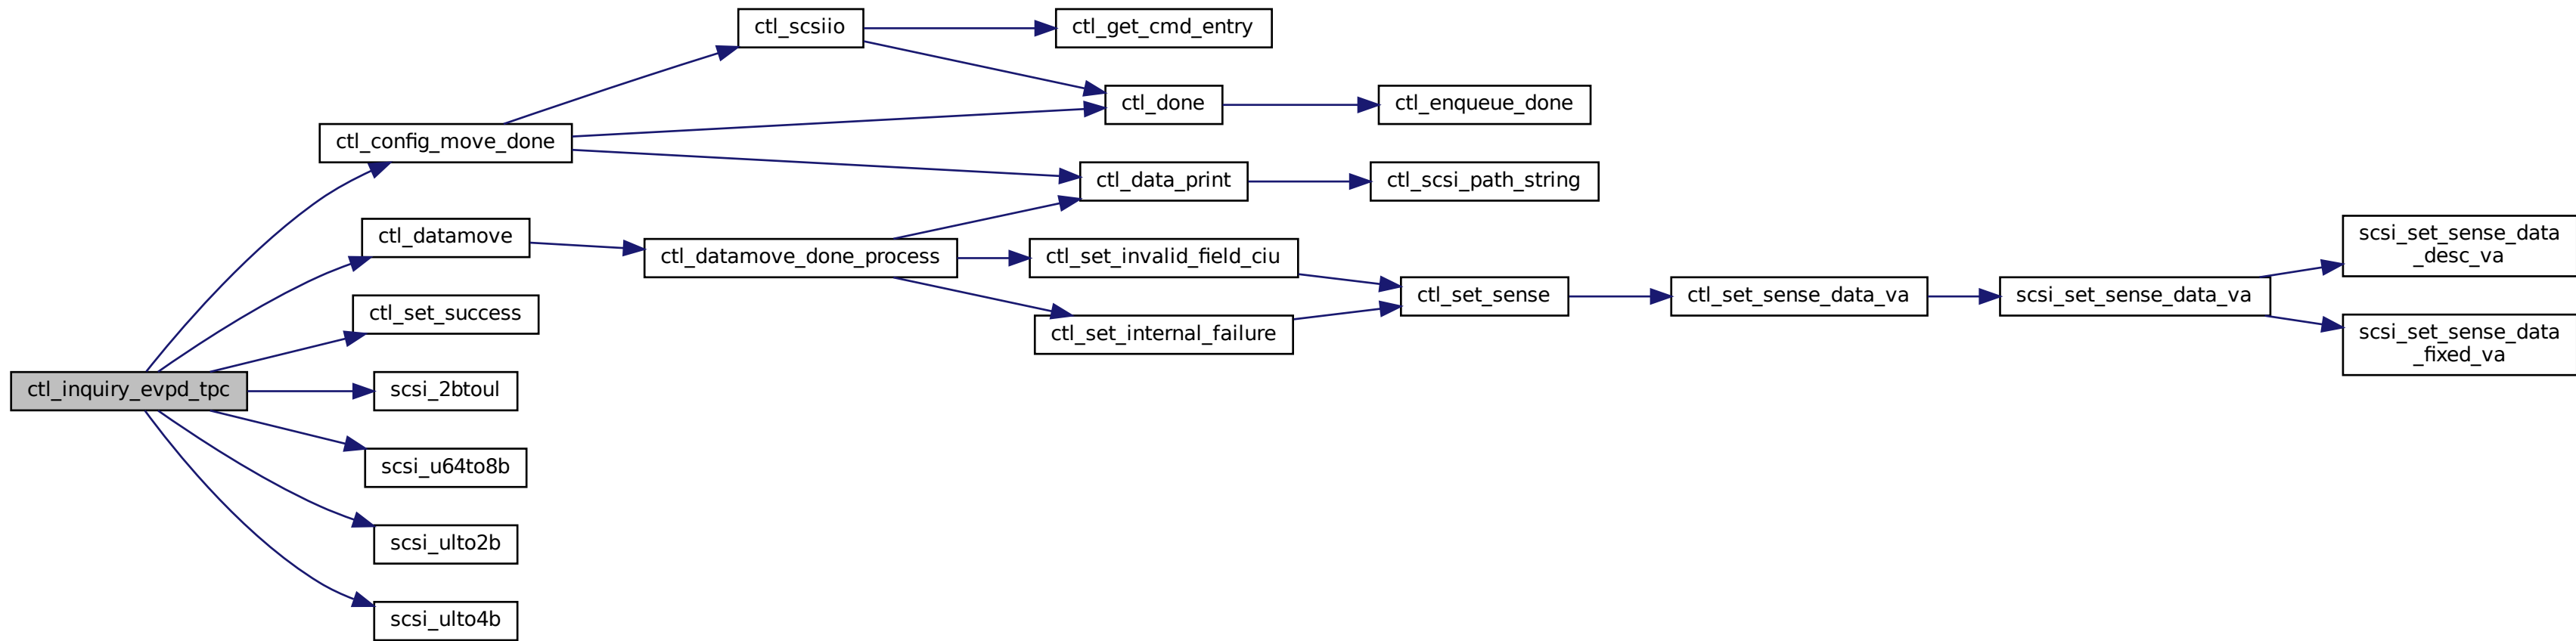 ctl_inquiry_evpd_tpc
ctl_config_move_done
ctl_scsiio
ctl_get_cmd_entry
ctl_done
ctl_enqueue_done
ctl_data_print
ctl_scsi_path_string
ctl_datamove
ctl_datamove_done_process
ctl_set_invalid_field_ciu
ctl_set_internal_failure
ctl_set_sense
ctl_set_sense_data_va
scsi_set_sense_data_va
scsi_set_sense_data
_desc_va
scsi_set_sense_data
_fixed_va
ctl_set_success
scsi_2btoul
scsi_u64to8b
scsi_ulto2b
scsi_ulto4b